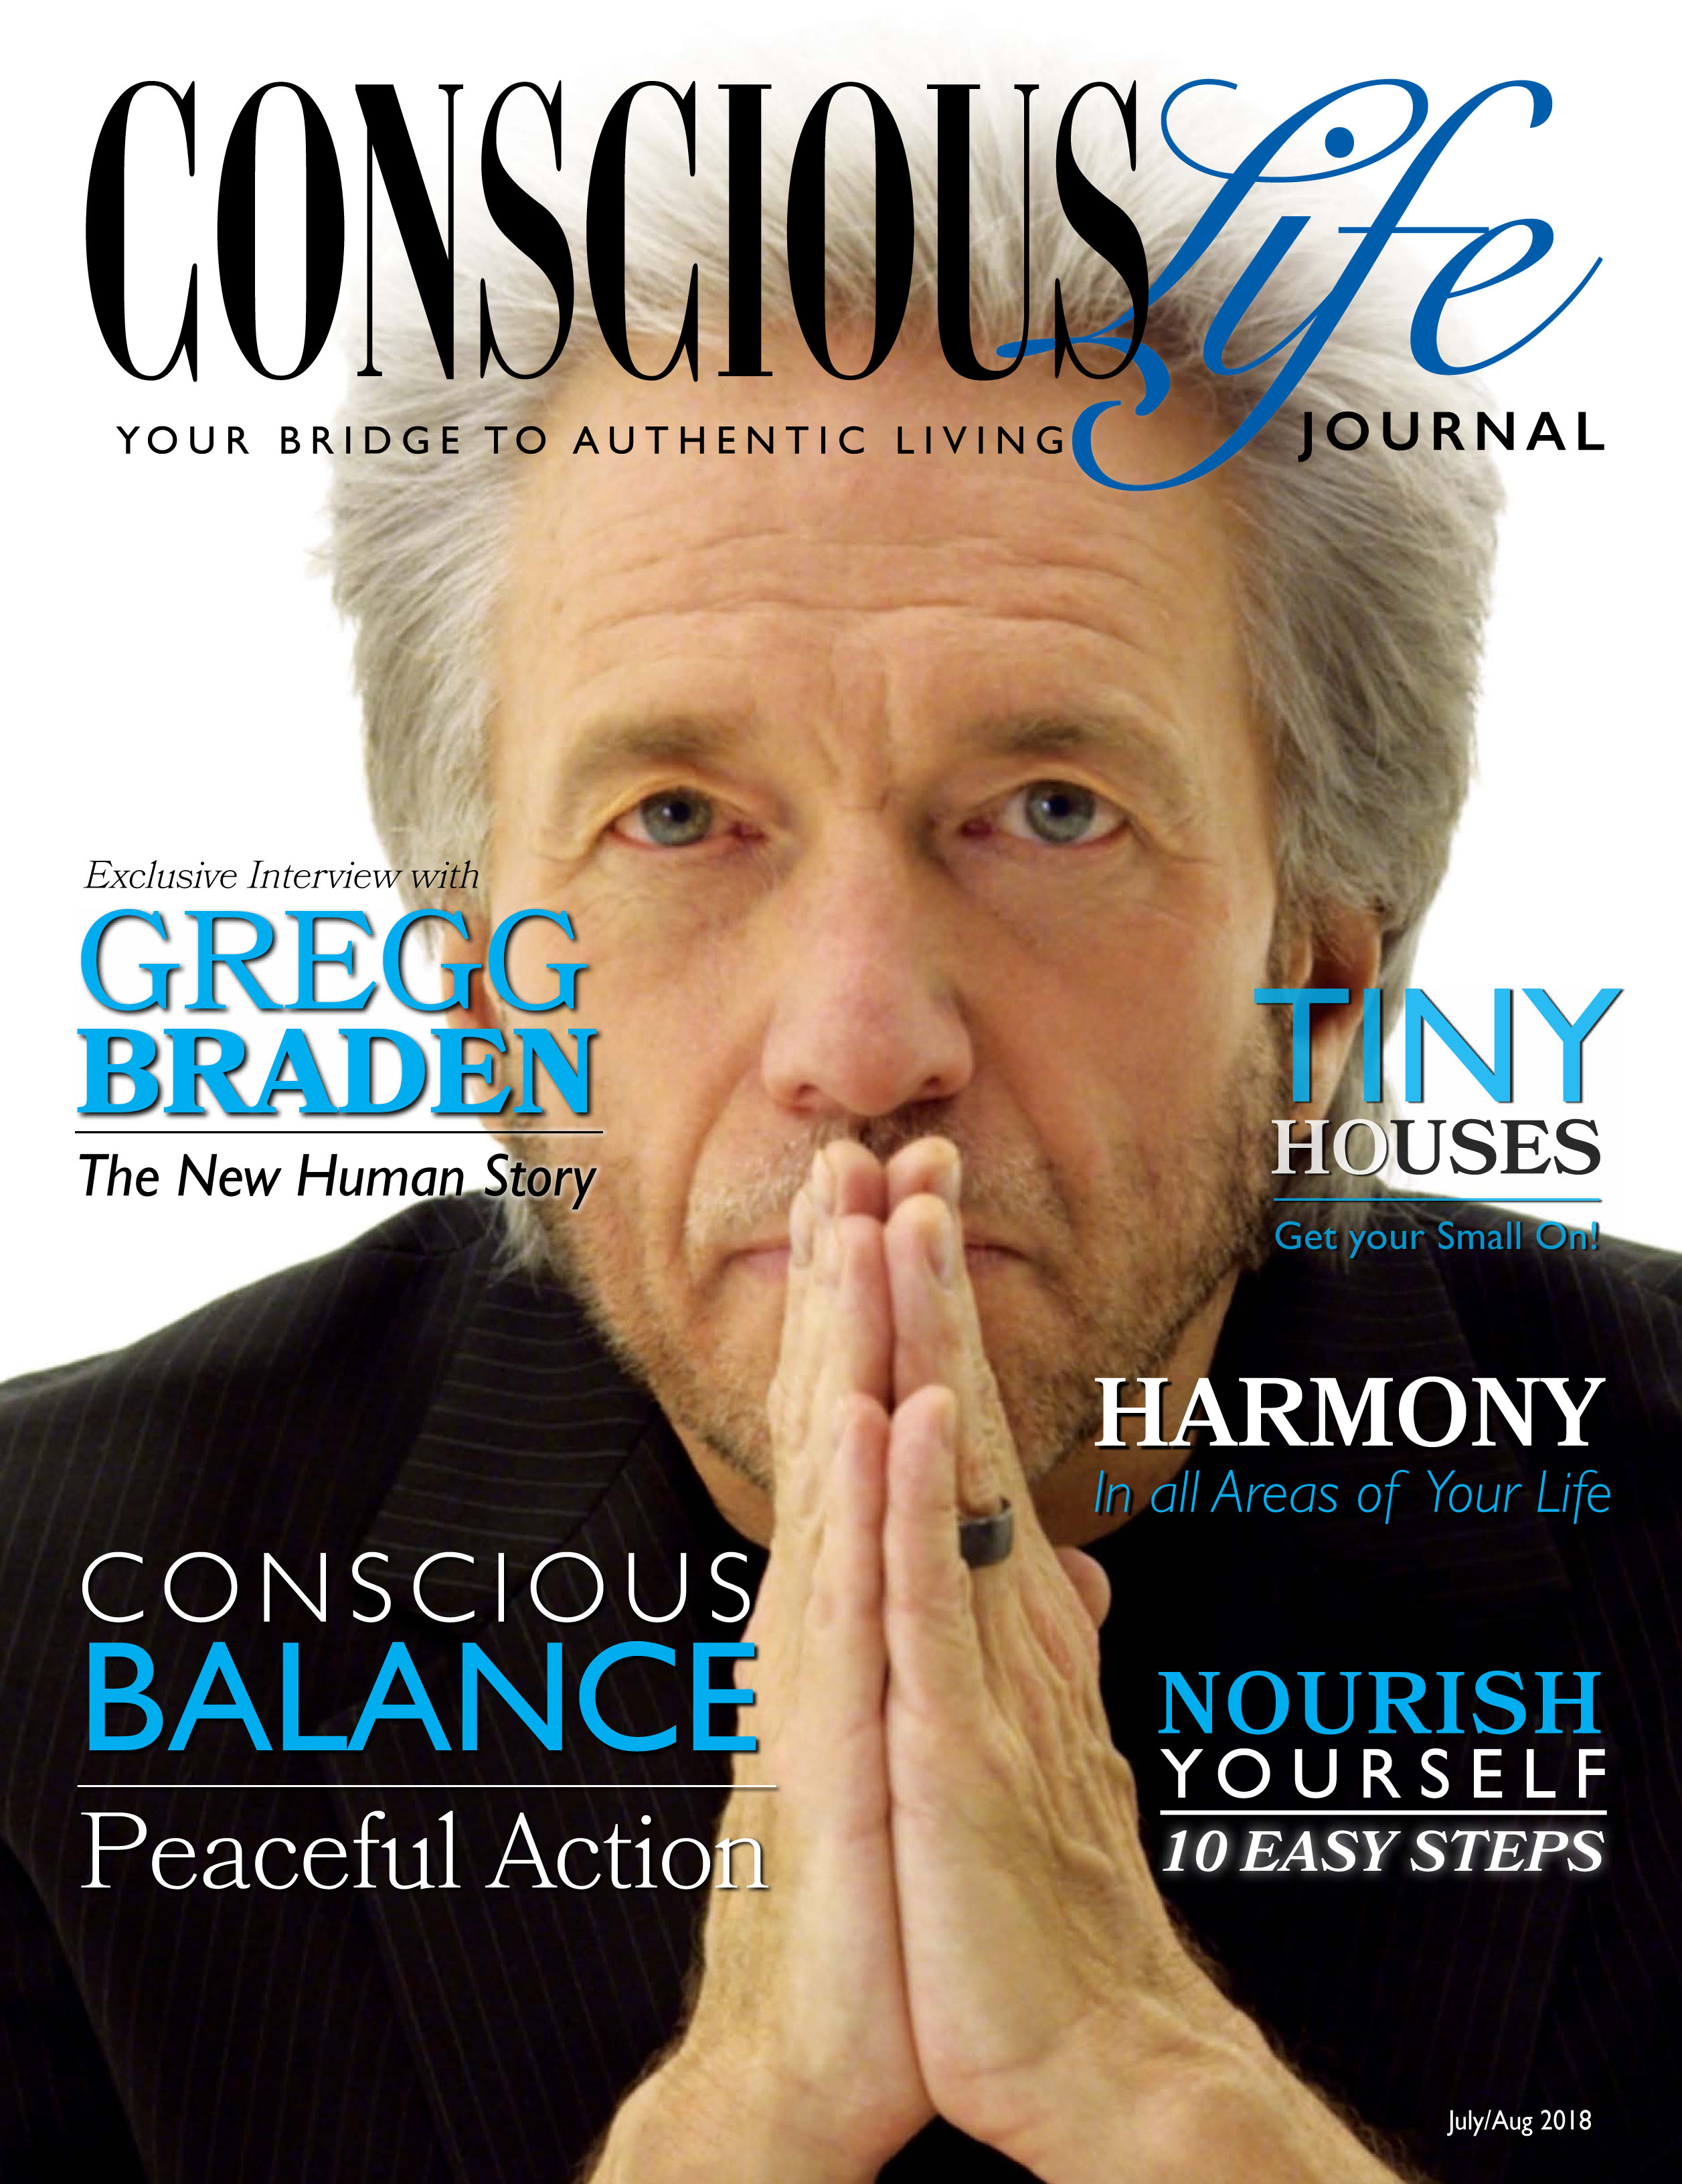 CONSCIOUS Life
YOUR BRIDGE TO AUTHENTIC LIVING
JOURNAL
Exclusive Interview with
GREGG
BRADEN
The New Human Story
TINY
HOUSES
Get your Small On!
HARMONY
In all Areas of Your Life
CONSCIOUS
BALANCE
Peaceful Action
NOURISH
YOURSELF
10 EASY STEPS
July/Aug 2018